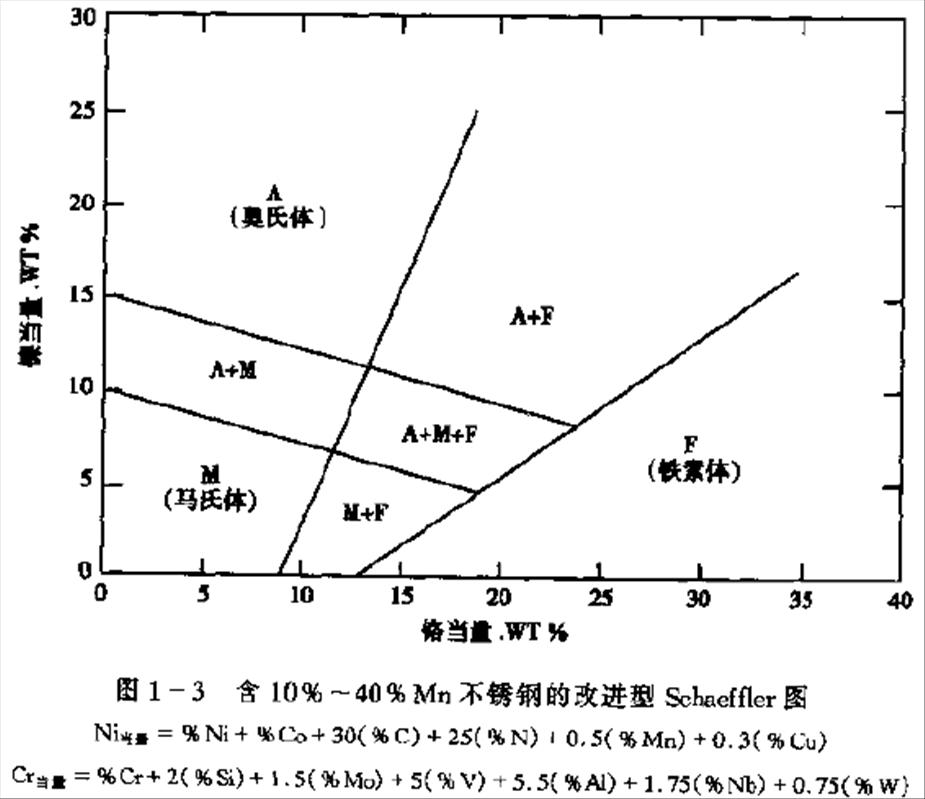 30
25
20
15
10
5
0
镍当量.WT%
A
(奥氏体)
A+F
A+M
A+M+F
F
(铁素体)
M
(马氏体)
M+F
0 5 10 15 20 25 30 35 40
铬当量.WT%
图1-3 含10%~40%Mn不锈钢的改进型Schaeffler图
Ni当量 = %Ni + %Co + 30(%C) + 25(%N) + 0.5(%Mn) + 0.3(%Cu)
Cr当量 = %Cr + 2(%Si) + 1.5(%Mo) + 5(%V) + 5.5(%Al) + 1.75(%Nb) + 0.75(%W)